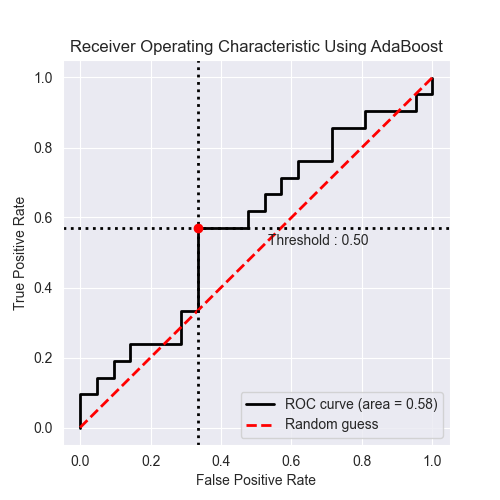 Receiver Operating Characteristic Using AdaBoost
1.0
0.8
0.6
0.4
0.2
0.0
True Positive Rate
Threshold : 0.50
ROC curve (area = 0.58)
Random guess
0.0 0.2 0.4 0.6 0.8 1.0
False Positive Rate